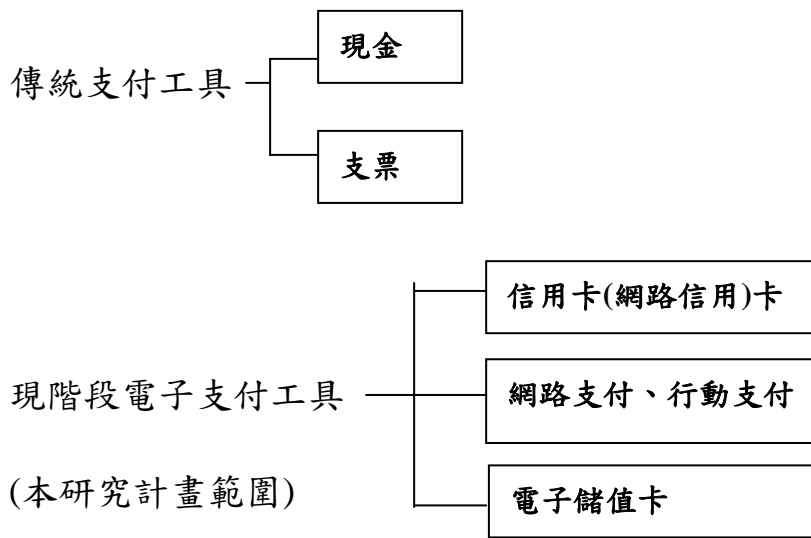 傳統支付工具
現金
支票
現階段電子支付工具
(本研究計畫範圍)
信用卡(網路信用)卡
網路支付、行動支付
電子儲值卡